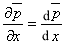 ∂p̅/∂x = dp̅/dx